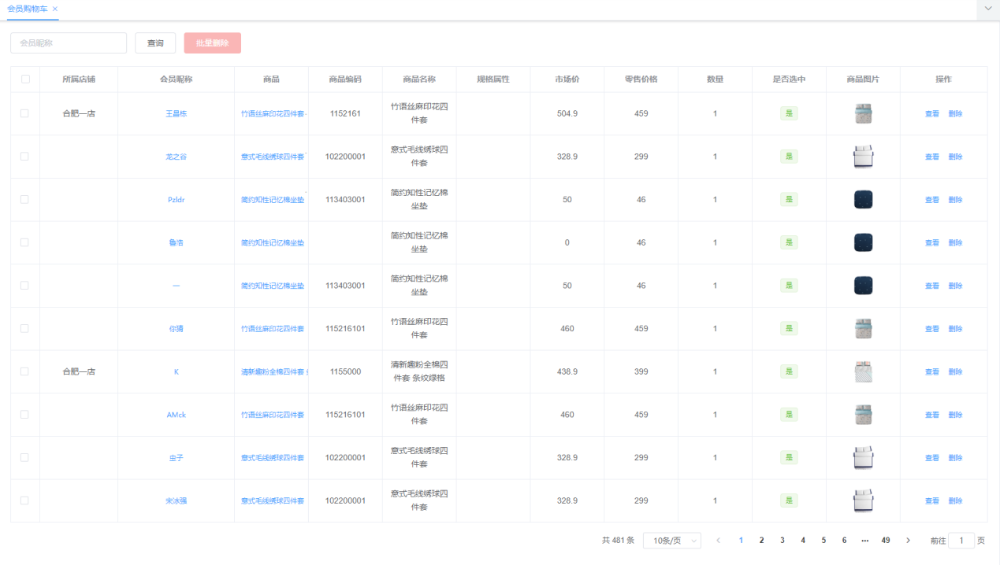 会员购物车 ×
会员昵称 查询 批量删除
所属店铺 会员昵称 商品 商品编码 商品名称 规格属性 市场价 零售价格 数量 是否选中 商品图片 操作
合肥一店 王昌栋 竹语丝麻印花四件套- 1152161 竹语丝麻印花四件套 504.9 459 1 是 查看 删除
龙之谷 意式毛线绣球四件套 102200001 意式毛线绣球四件套 328.9 299 1 是 查看 删除
Pzldr 简约知性记忆棉坐垫 113403001 简约知性记忆棉坐垫 50 46 1 是 查看 删除
鲁浩 简约知性记忆棉坐垫 简约知性记忆棉坐垫 0 46 1 是 查看 删除
一 简约知性记忆棉坐垫 113403001 简约知性记忆棉坐垫 50 46 1 是 查看 删除
你猜 竹语丝麻印花四件套 115216101 竹语丝麻印花四件套 460 459 1 是 查看 删除
合肥一店 K 清新趣粉全棉四件套 1155000 清新趣粉全棉四件套 条纹绿格 438.9 399 1 是 查看 删除
AMck 竹语丝麻印花四件套 115216101 竹语丝麻印花四件套 460 459 1 是 查看 删除
虫子 意式毛线绣球四件套 102200001 意式毛线绣球四件套 328.9 299 1 是 查看 删除
宋冰强 意式毛线绣球四件套 102200001 意式毛线绣球四件套 328.9 299 1 是 查看 删除
共 481 条 10条/页 1 2 3 4 5 6 ••• 49 前往 1 页